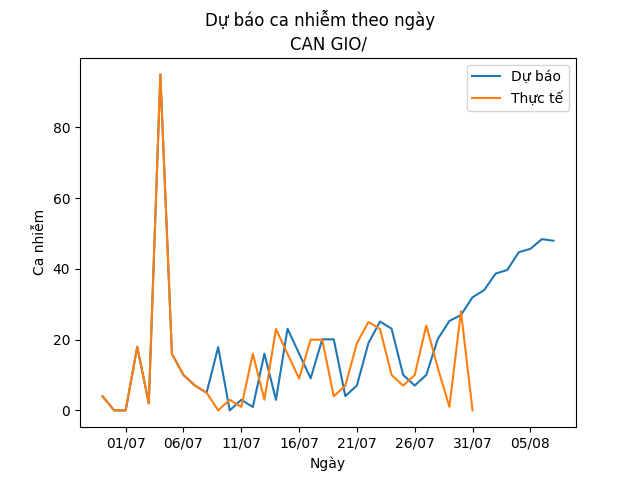 Dự báo ca nhiễm theo ngày
CAN GIO/
Dự báo
Thực tế
Ca nhiễm
80
60
40
20
0
01/07 06/07 11/07 16/07 21/07 26/07 31/07 05/08
Ngày